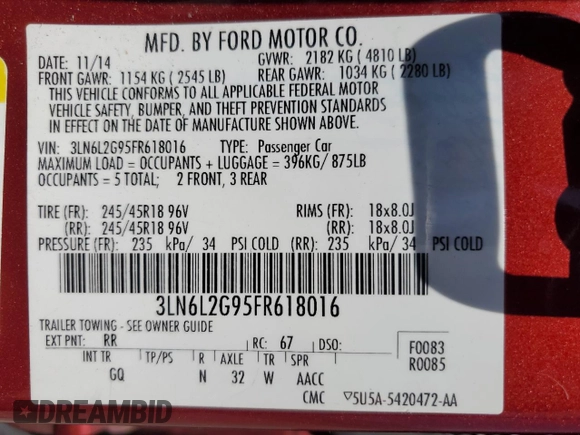 MFD. BY FORD MOTOR CO.
DATE: 11/14 GVWR: 2182 KG ( 4810 LB)
FRONT GAWR: 1154 KG ( 2545 LB) REAR GAWR: 1034 KG ( 2280 LB)
THIS VEHICLE CONFORMS TO ALL APPLICABLE FEDERAL MOTOR
VEHICLE SAFETY, BUMPER, AND THEFT PREVENTION STANDARDS
IN EFFECT ON THE DATE OF MANUFACTURE SHOWN ABOVE.
VIN: 3LN6L2G95FR618016 TYPE: Passenger Car
MAXIMUM LOAD = OCCUPANTS + LUGGAGE = 396KG/ 875LB
OCCUPANTS = 5 TOTAL; 2 FRONT, 3 REAR
TIRE (FR): 245/45R18 96V RIMS (FR): 18x8.0J
(RR): 245/45R18 96V (RR): 18x8.0J
PRESSURE (FR): 235 kPa/ 34 PSI COLD (RR): 235 kPa/ 34 PSI COLD
3LN6L2G95FR618016
TRAILER TOWING - SEE OWNER GUIDE
EXT PNT: RR RC: 67 DSO: F0083
INT TR TP/PS R AXLE TR SPR R0085
GQ N 32 W AACC
CMC ▽5U5A-5420472-AA
DREAMBID